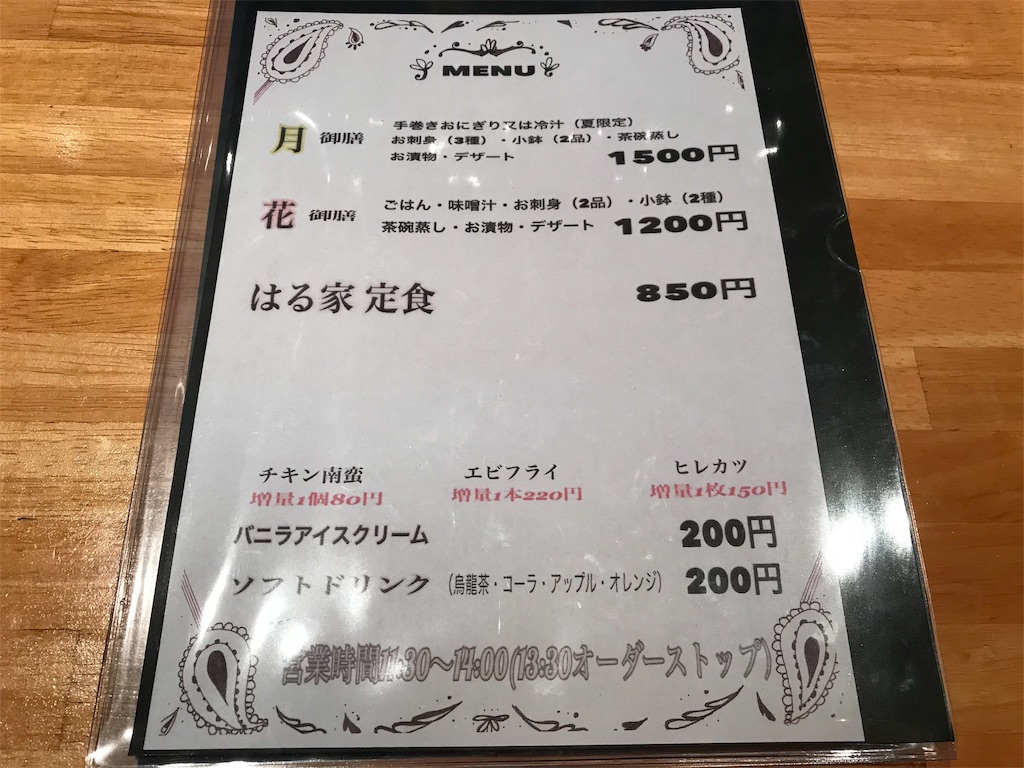 MENU
月 御膳
手巻きおにぎり又は冷汁（夏限定）
お刺身（3種）・小鉢（2品）・茶碗蒸し
お漬物・デザート 1500円
花 御膳
ごはん・味噌汁・お刺身（2品）・小鉢（2種）
茶碗蒸し・お漬物・デザート 1200円
はる家 定食 850円
チキン南蛮 エビフライ ヒレカツ
増量1個80円 増量1本220円 増量1枚150円
バニラアイスクリーム 200円
ソフトドリンク （烏龍茶・コーラ・アップル・オレンジ） 200円
営業時間11:30〜14:00(13:30オーダーストップ)